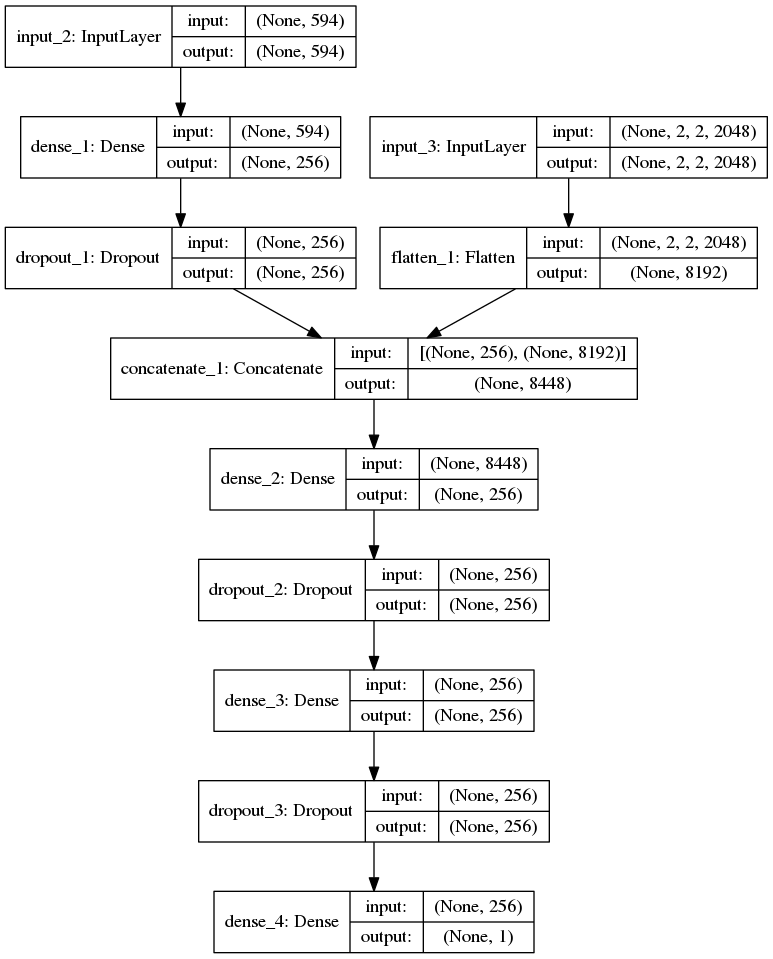 input_2: InputLayer
input:
(None, 594)
output:
(None, 594)
dense_1: Dense
input:
(None, 594)
output:
(None, 256)
input_3: InputLayer
input:
(None, 2, 2, 2048)
output:
(None, 2, 2, 2048)
dropout_1: Dropout
input:
(None, 256)
output:
(None, 256)
flatten_1: Flatten
input:
(None, 2, 2, 2048)
output:
(None, 8192)
concatenate_1: Concatenate
input:
[(None, 256), (None, 8192)]
output:
(None, 8448)
dense_2: Dense
input:
(None, 8448)
output:
(None, 256)
dropout_2: Dropout
input:
(None, 256)
output:
(None, 256)
dense_3: Dense
input:
(None, 256)
output:
(None, 256)
dropout_3: Dropout
input:
(None, 256)
output:
(None, 256)
dense_4: Dense
input:
(None, 256)
output:
(None, 1)